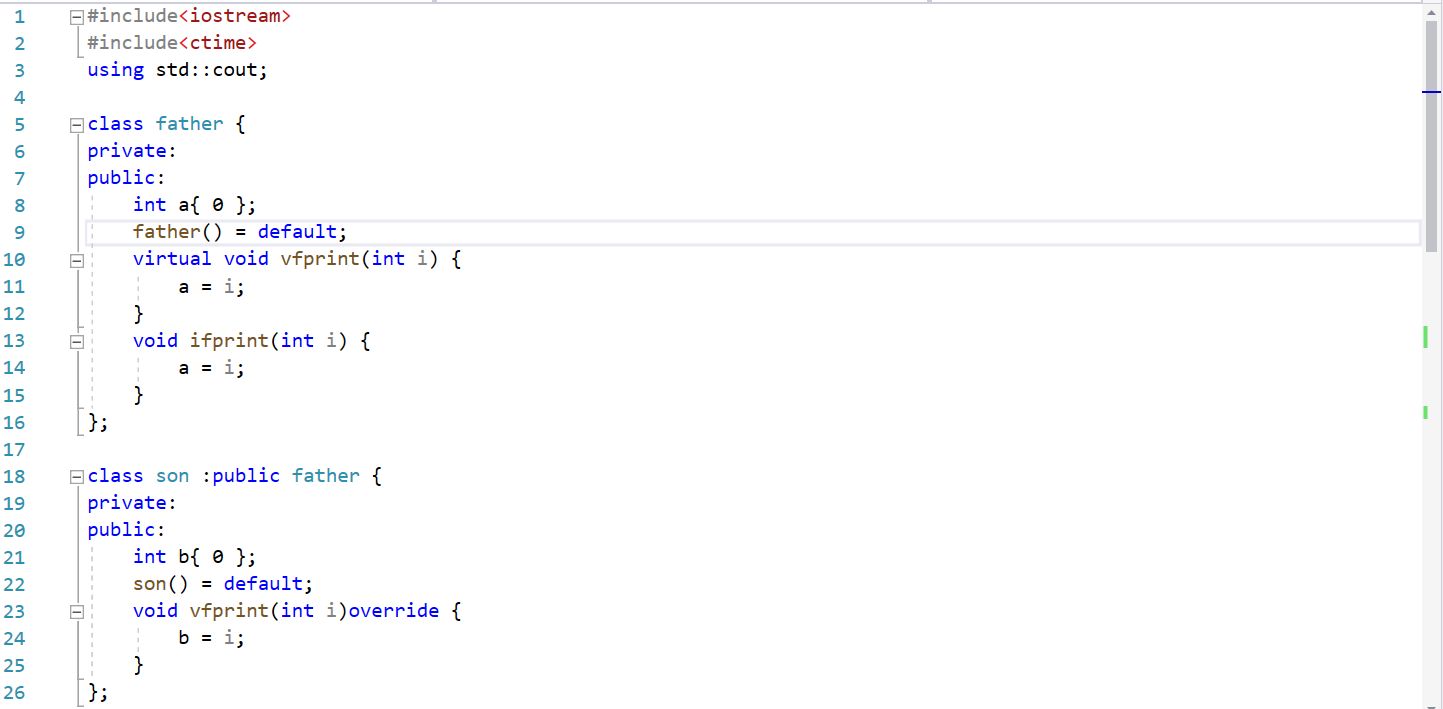 1 #include<iostream>
2 #include<ctime>
3 using std::cout;
4
5 class father {
6 private:
7 public:
8     int a{ 0 };
9     father() = default;
10     virtual void vfprint(int i) {
11         a = i;
12     }
13     void ifprint(int i) {
14         a = i;
15     }
16 };
17
18 class son :public father {
19 private:
20 public:
21     int b{ 0 };
22     son() = default;
23     void vfprint(int i)override {
24         b = i;
25     }
26 };